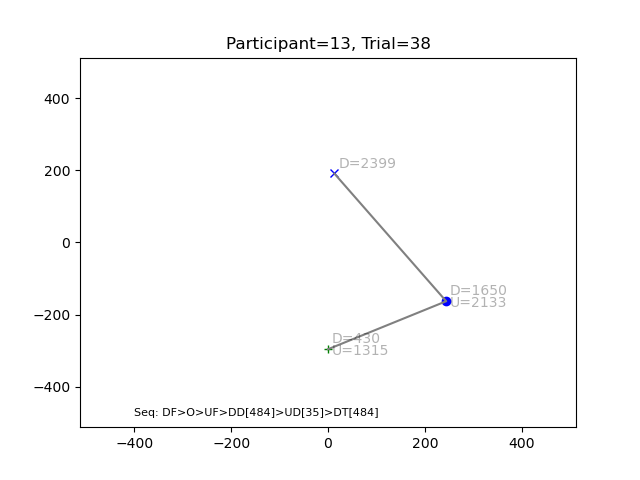 Participant=13, Trial=38
400
200
0
−200
−400
D=2399
D=1650
U=2133
D=430
U=1315
Seq: DF>O>UF>DD[484]>UD[35]>DT[484]
−400
−200
0
200
400